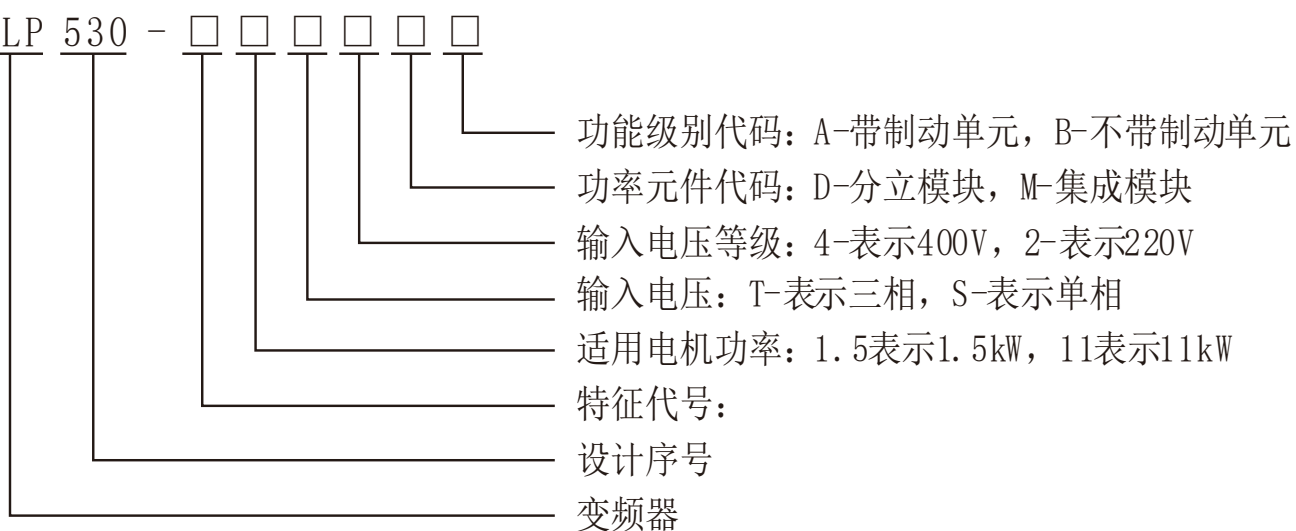 LP 530 - □ □ □ □ □ □
功能级别代码：A-带制动单元，B-不带制动单元
功率元件代码：D-分立模块，M-集成模块
输入电压等级：4-表示400V，2-表示220V
输入电压：T-表示三相，S-表示单相
适用电机功率：1.5表示1.5kW，11表示11kW
特征代号：
设计序号
变频器